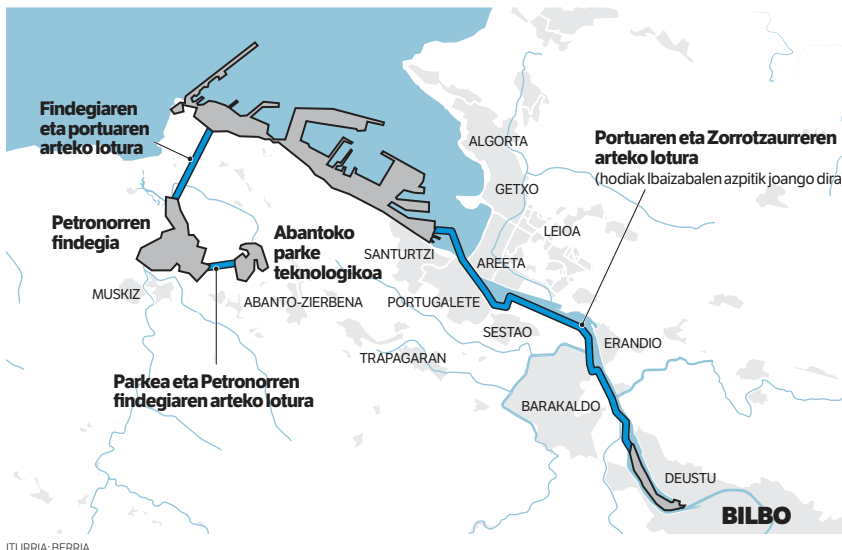 Findegiaren
eta portuaren
arteko lotura
ALGORTA
Portuaren eta Zorrotzaurreren
arteko lotura
(hodiak Ibaizabalen azpitik joango dira
GETXO
Petronorren
findegia
Abantoko
parke
teknologikoa
LEIOA
SANTURTZI
AREETA
MUSKIZ
ABANTO-ZIERBENA
PORTUGALETE
SESTAO
ERANDIO
TRAPAGARAN
Parkea eta Petronorren
findegiaren arteko lotura
BARAKALDO
DEUSTU
BILBO
ITURRIA: BERRIA